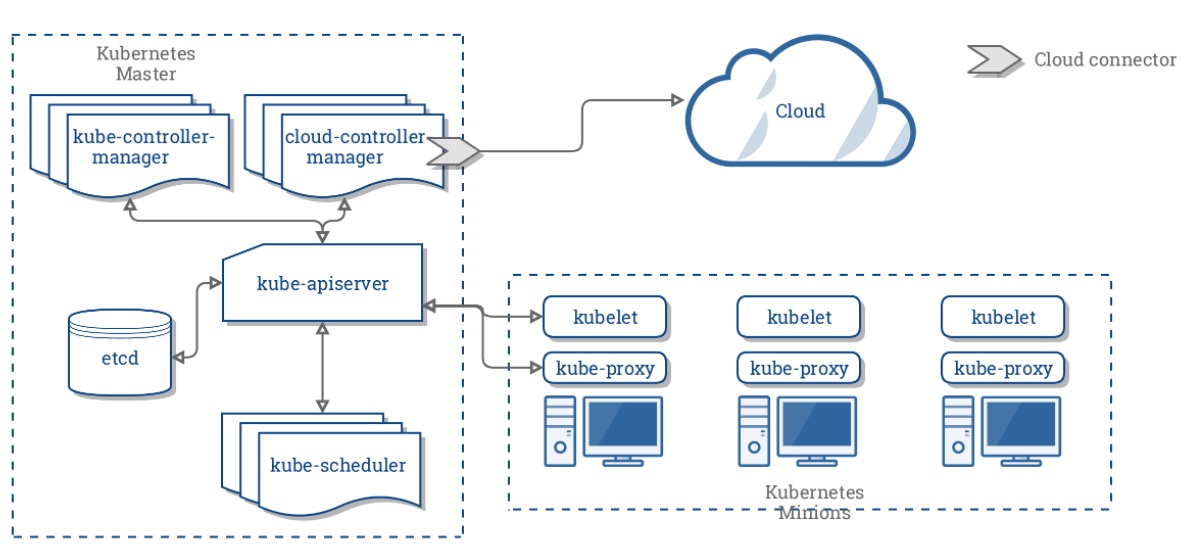 Kubernetes
Master
kube-controller-
manager
cloud-controller
manager
Cloud
Cloud connector
kube-apiserver
etcd
kube-scheduler
kubelet
kubelet
kubelet
kube-proxy
kube-proxy
kube-proxy
Kubernetes
Minions